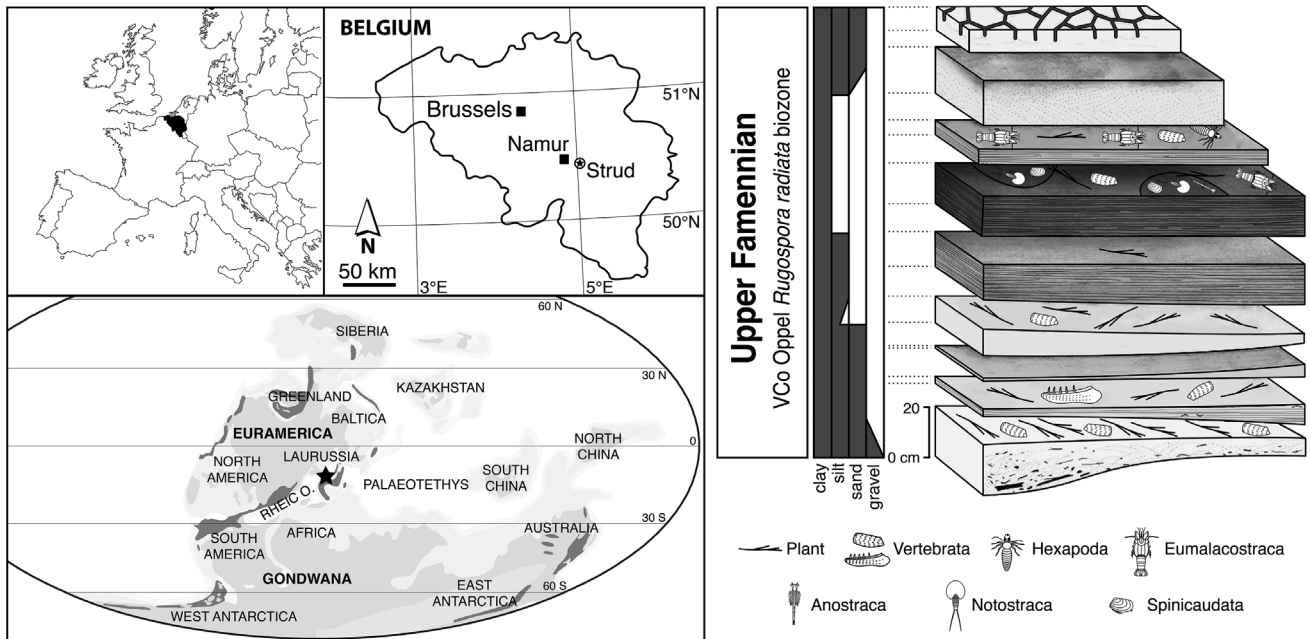 BELGIUM
51°N
Brussels
Namur
Strud
50°N
N
50 km
3°E
5°E
60 N
SIBERIA
30 N
KAZAKHSTAN
GREENLAND
BALTICA
EURAMERICA
NORTH
CHINA
0
LAURUSSIA
NORTH
AMERICA
SOUTH
CHINA
PALAEOTETHYS
RHEIC O.
30 S
AUSTRALIA
AFRICA
SOUTH
AMERICA
GONDWANA
60 S
EAST
ANTARCTICA
WEST ANTARCTICA
Upper Famennian
VCo Oppel Rugospora radiata biozone
20
0 cm
clay
silt
sand
gravel
Plant
Vertebrata
Hexapoda
Eumalacostraca
Anostraca
Notostraca
Spinicaudata